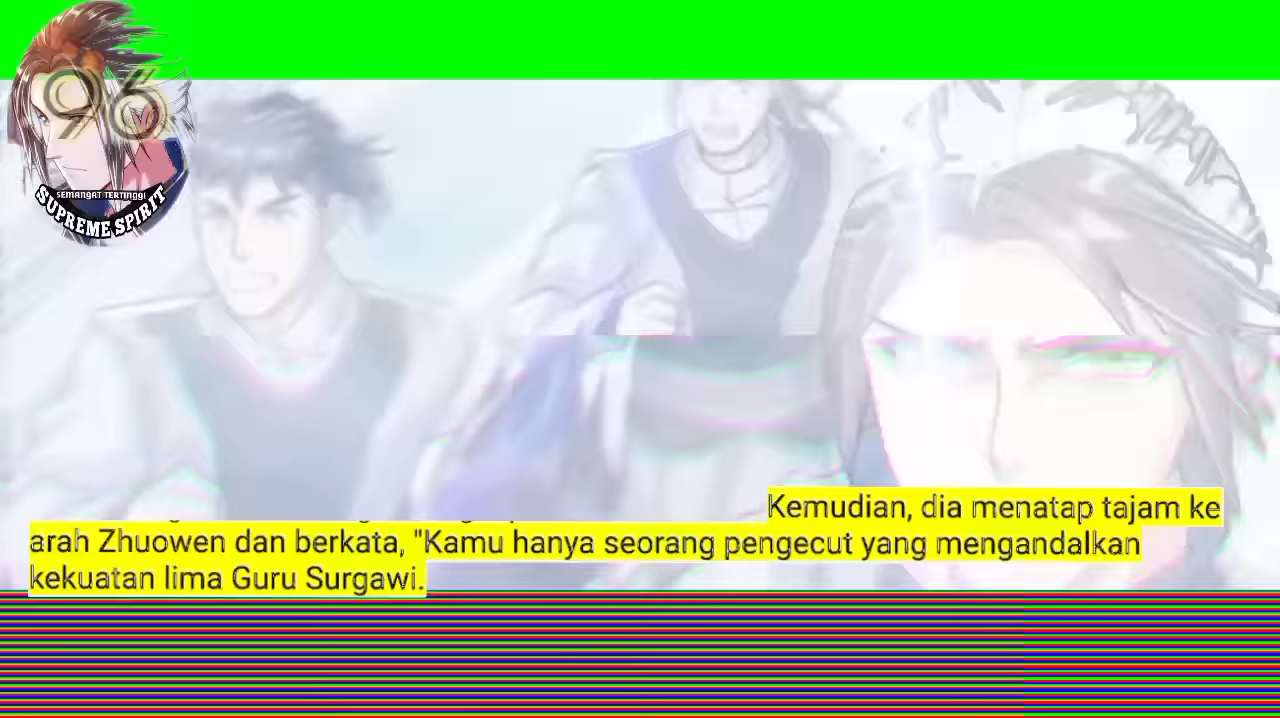 96
SEMANGAT TERTINGGI
SUPREME SPIRIT
Kemudian, dia menatap tajam ke
arah Zhuowen dan berkata, "Kamu hanya seorang pengecut yang mengandalkan
kekuatan lima Guru Surgawi.